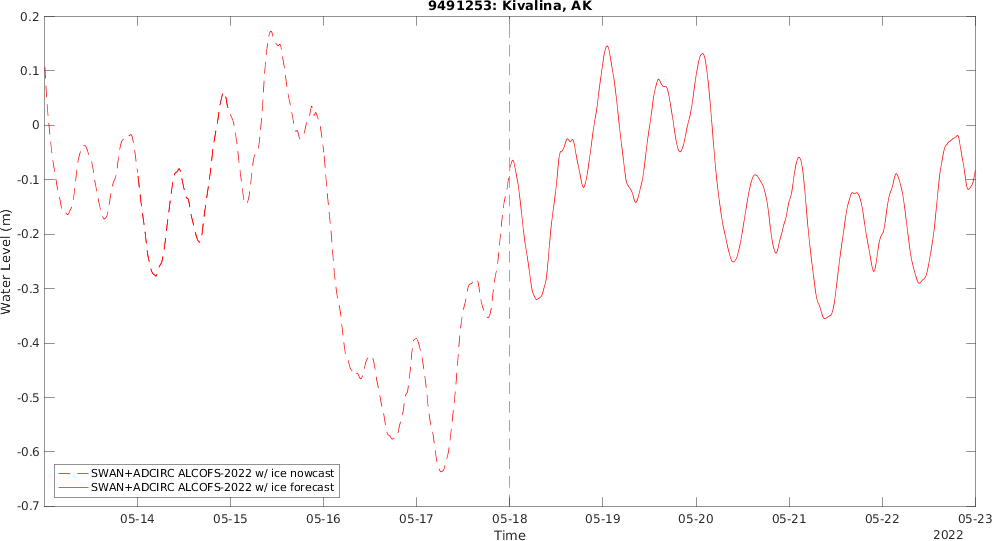 9491253: Kivalina, AK
0.2
0.1
0
-0.1
-0.2
-0.3
-0.4
-0.5
-0.6
-0.7
Water Level (m)
SWAN+ADCIRC ALCOFS-2022 w/ ice nowcast
SWAN+ADCIRC ALCOFS-2022 w/ ice forecast
05-14 05-15 05-16 05-17 05-18 05-19 05-20 05-21 05-22 05-23
Time
2022